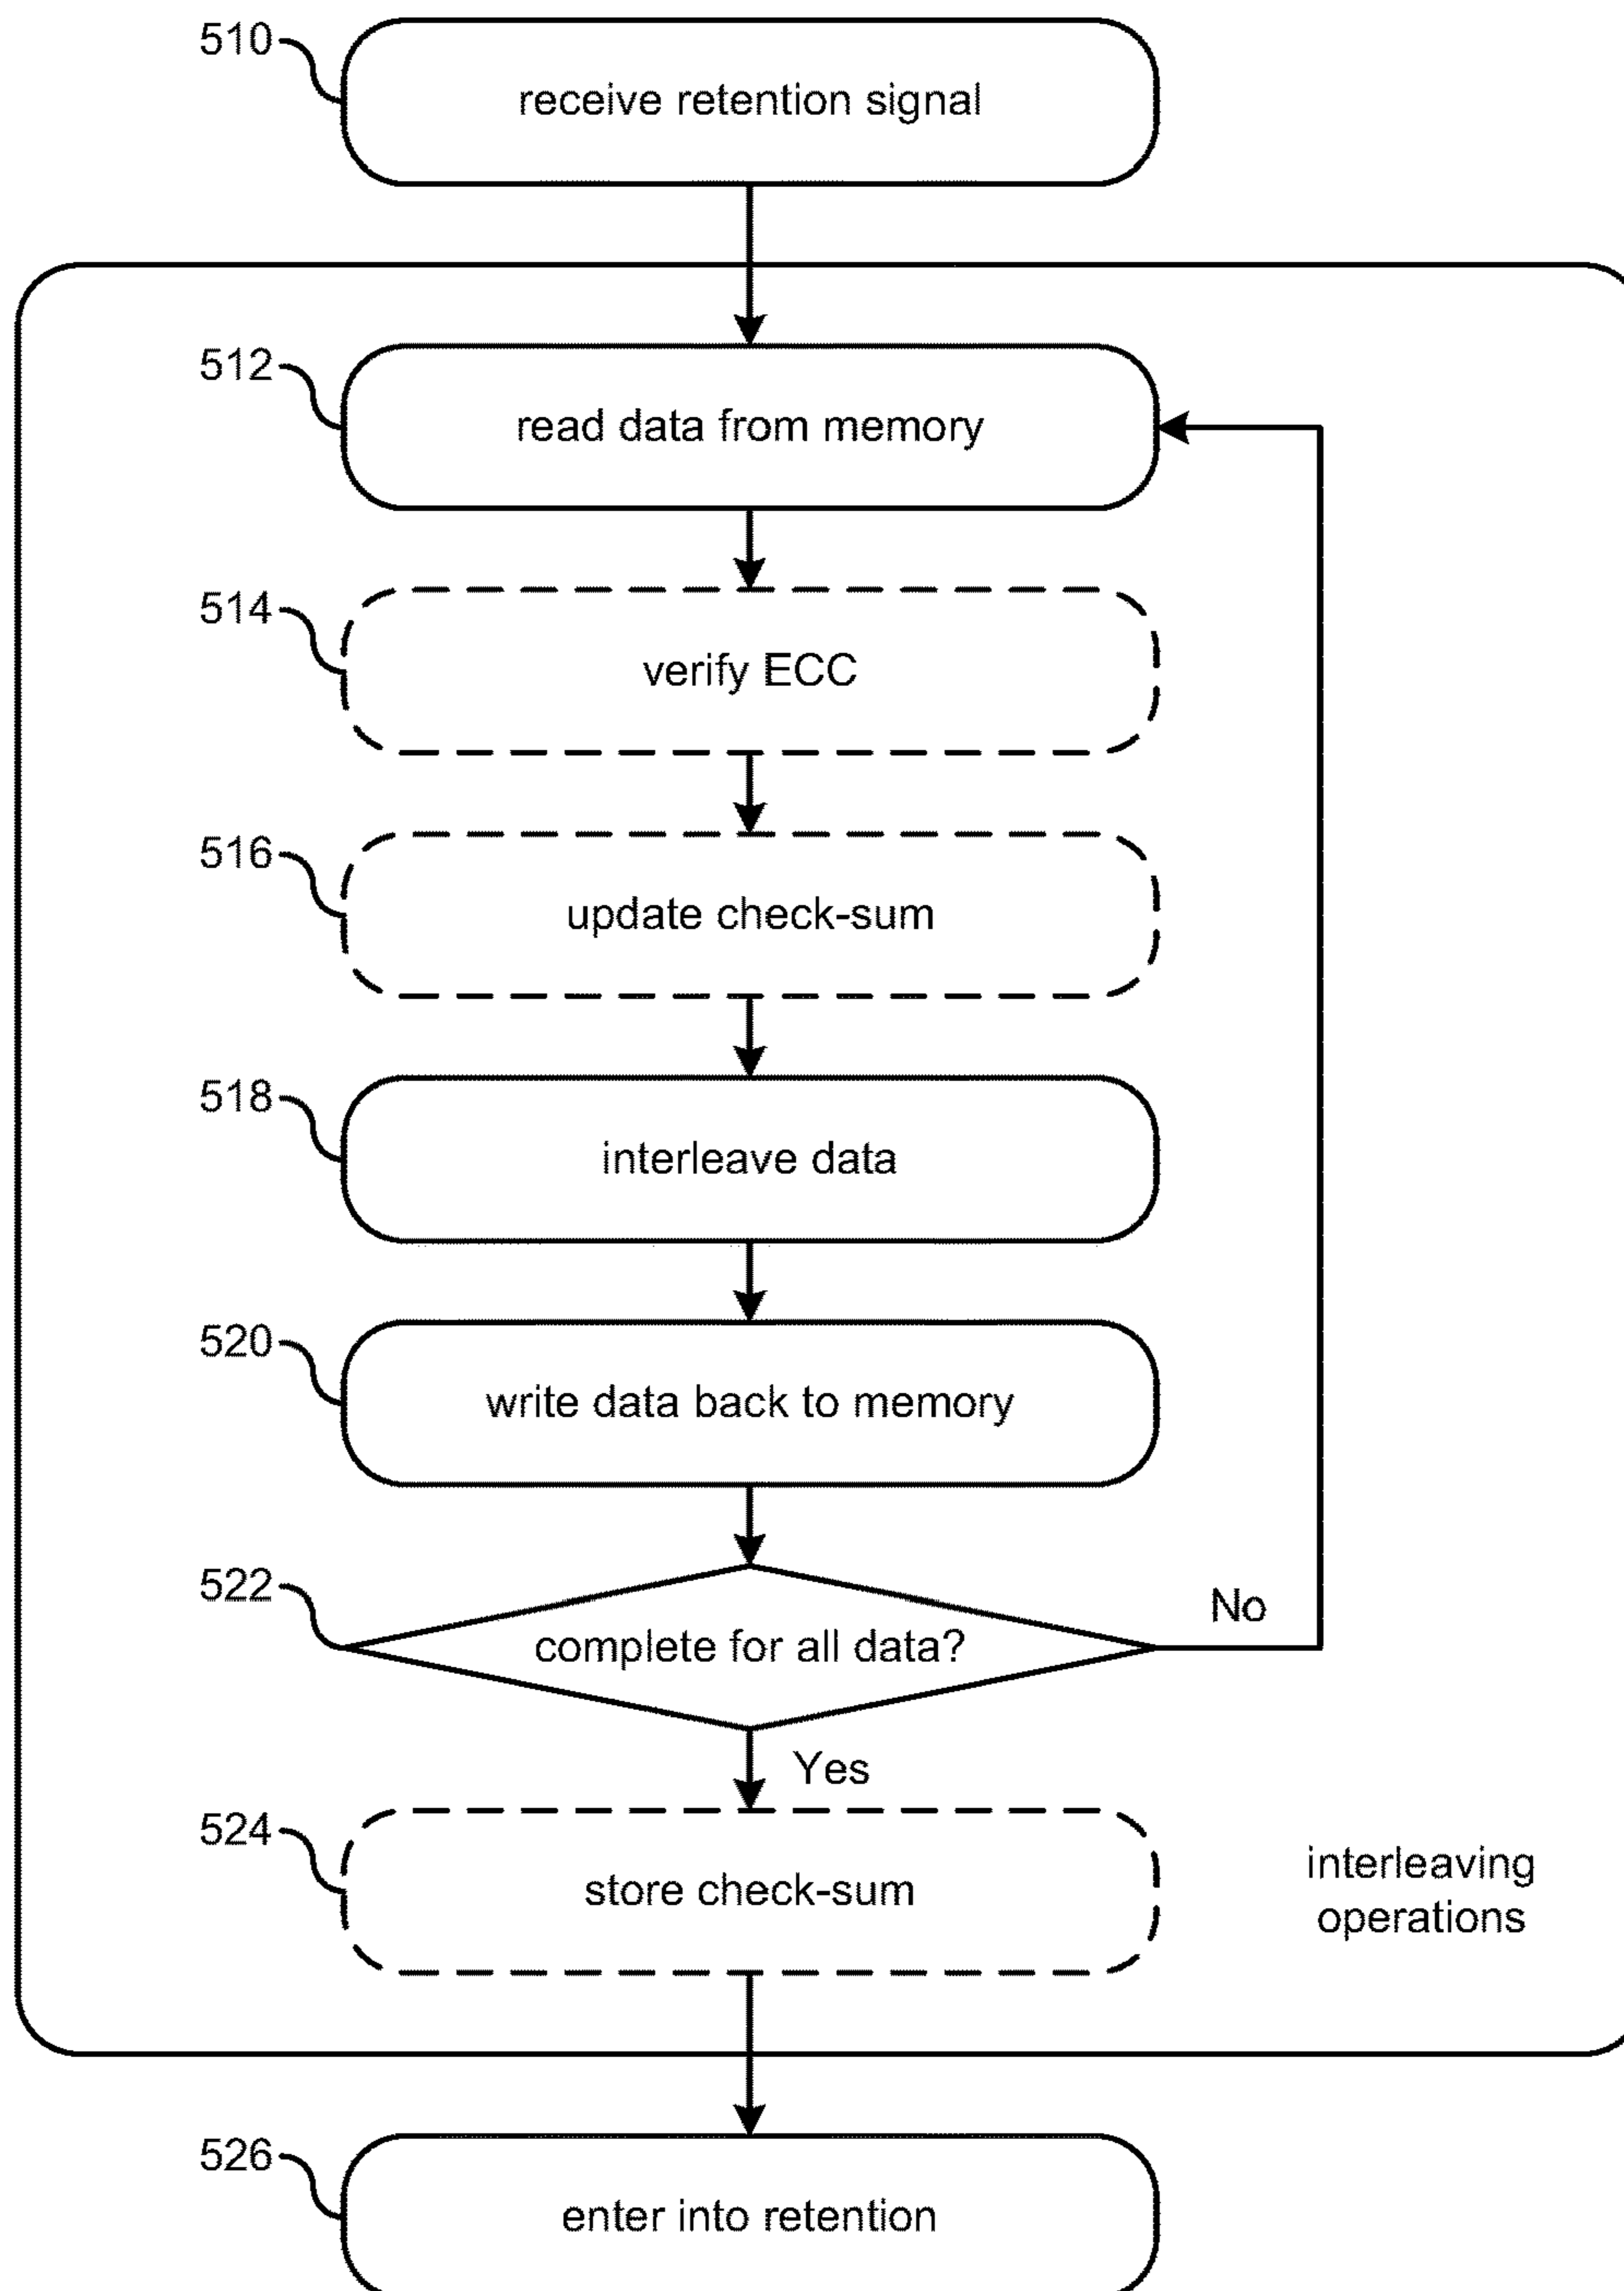 510
receive retention signal
512
read data from memory
514
verify ECC
516
update check-sum
518
interleave data
520
write data back to memory
522
complete for all data?
No
Yes
524
store check-sum
interleaving
operations
526
enter into retention